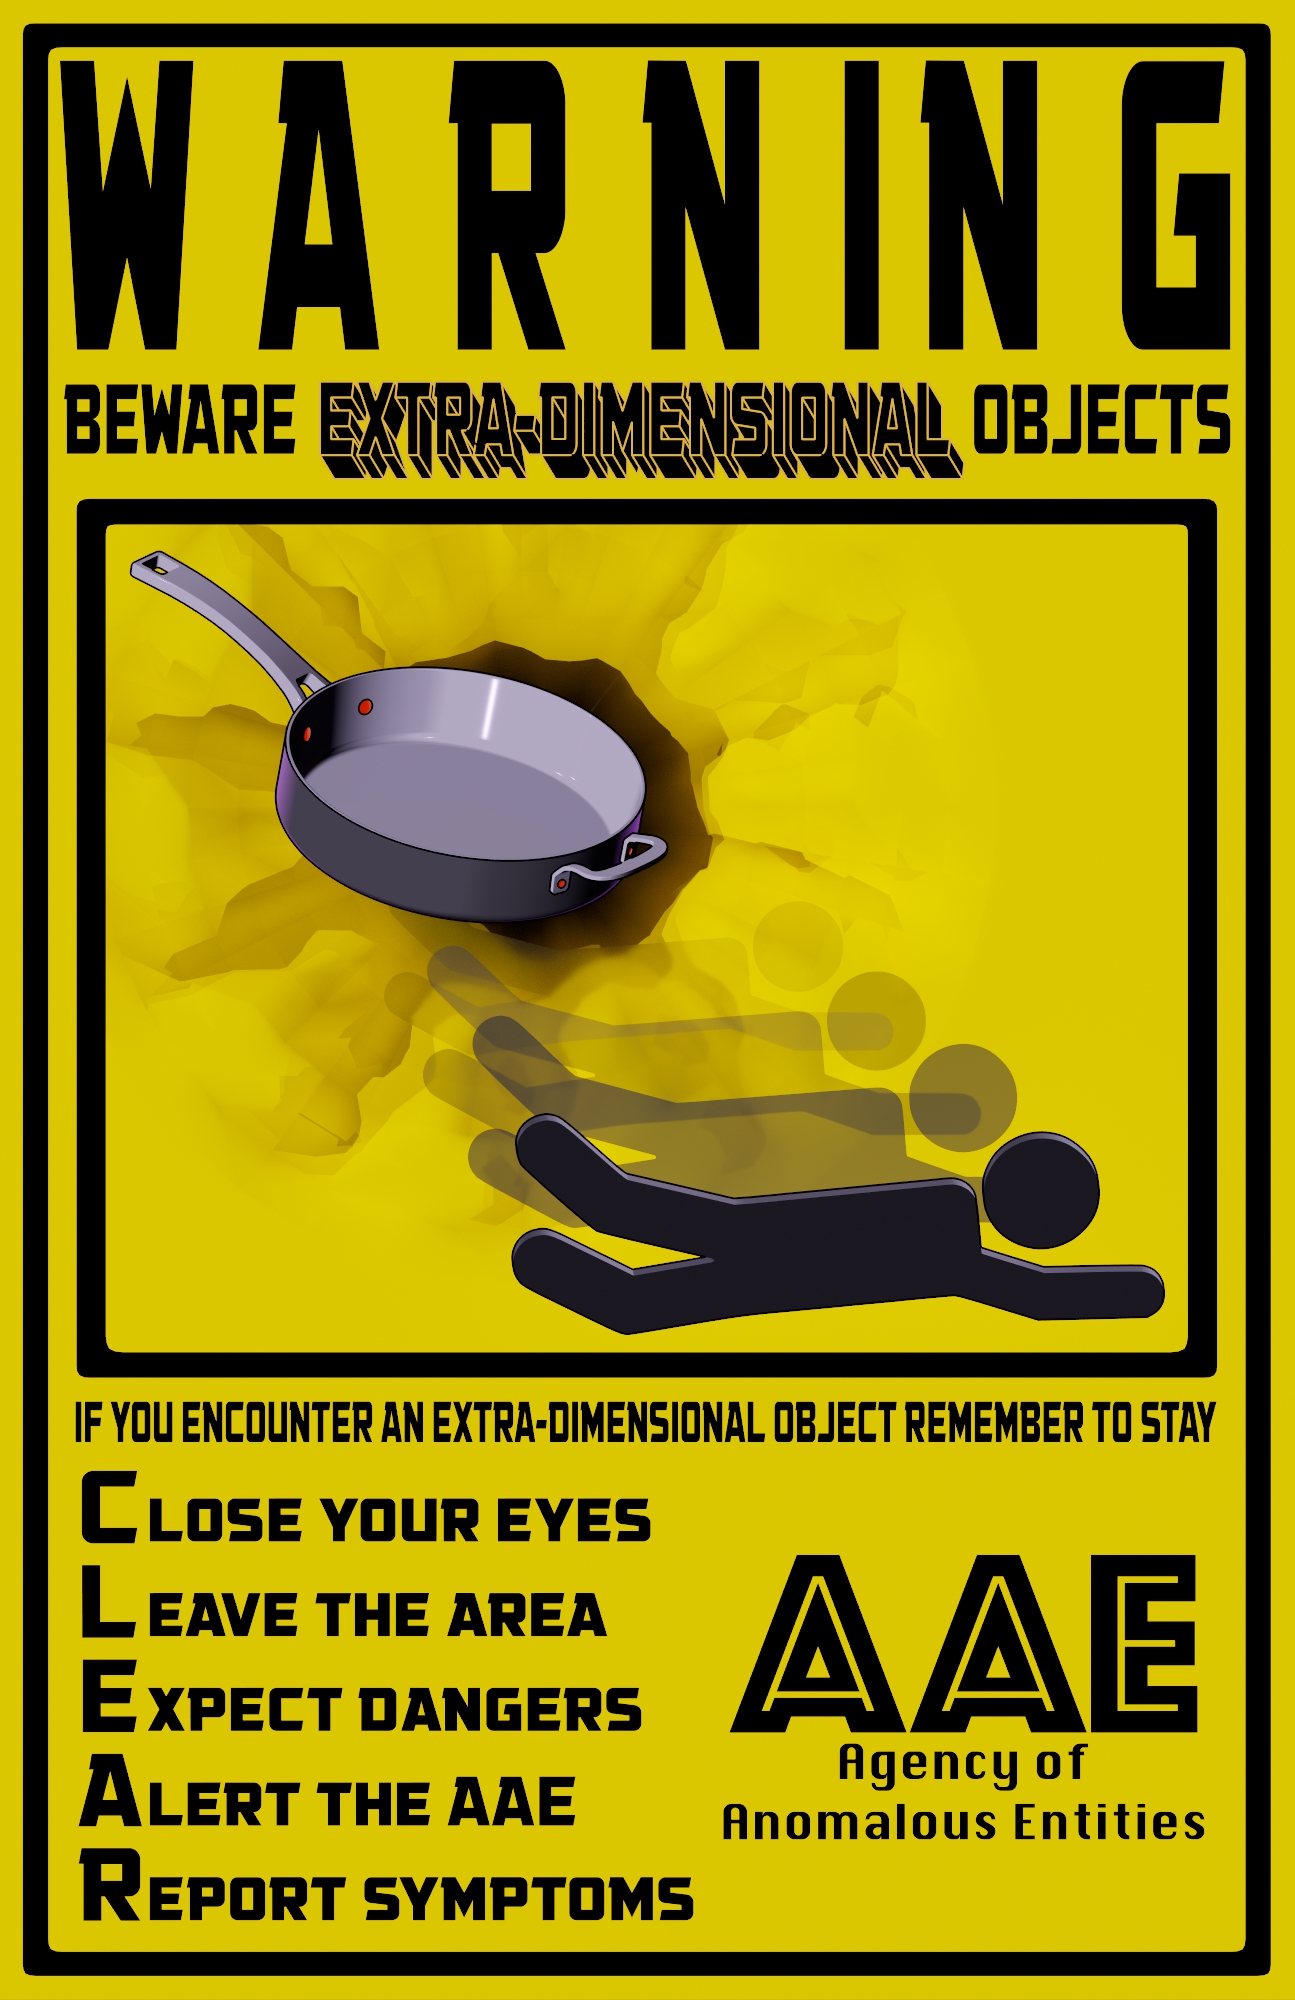 WARNING
BEWARE EXTRA-DIMENSIONAL OBJECTS
IF YOU ENCOUNTER AN EXTRA-DIMENSIONAL OBJECT REMEMBER TO STAY
CLOSE YOUR EYES
LEAVE THE AREA
EXPECT DANGERS
ALERT THE AAE
REPORT SYMPTOMS
AAE
Agency of
Anomalous Entities